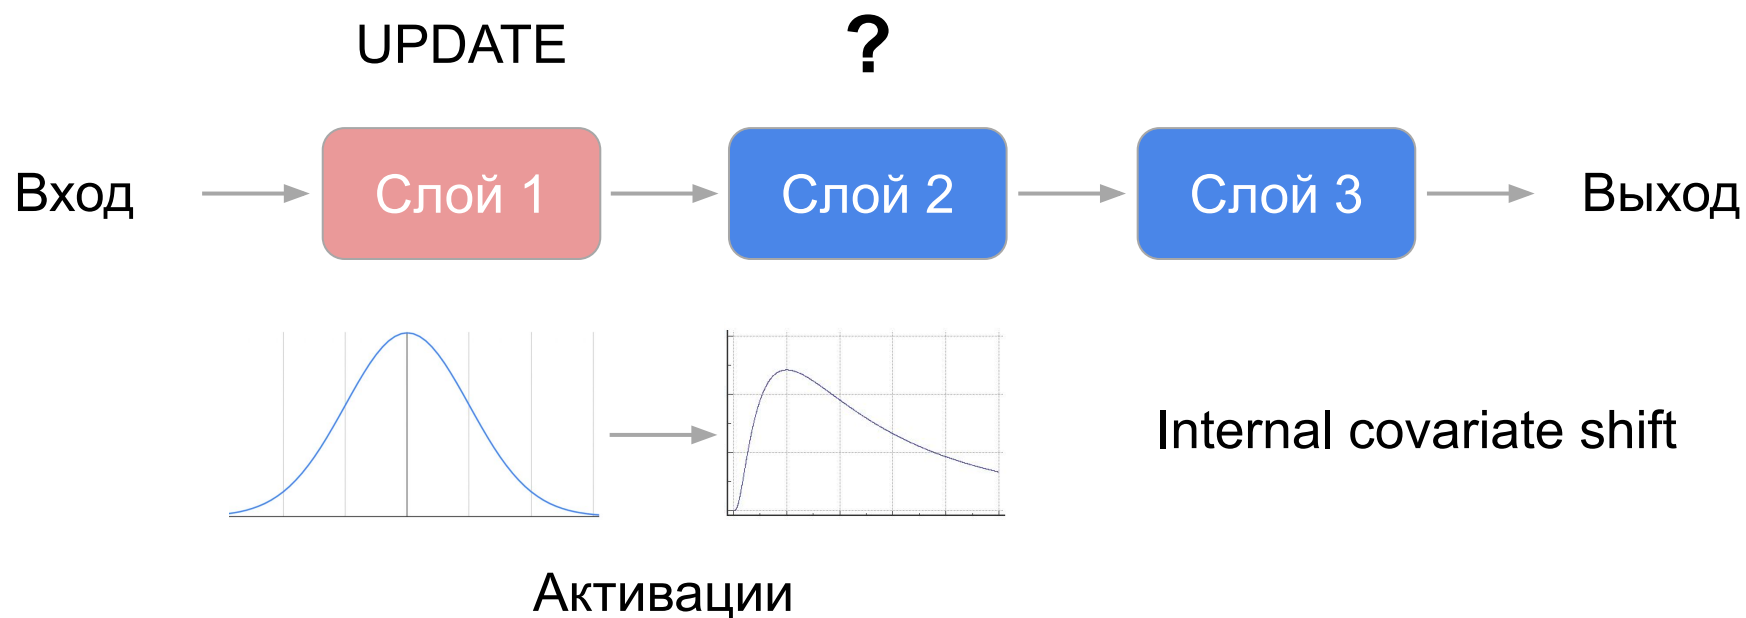 UPDATE ?
Вход Слой 1 Слой 2 Слой 3 Выход
Internal covariate shift
Активации